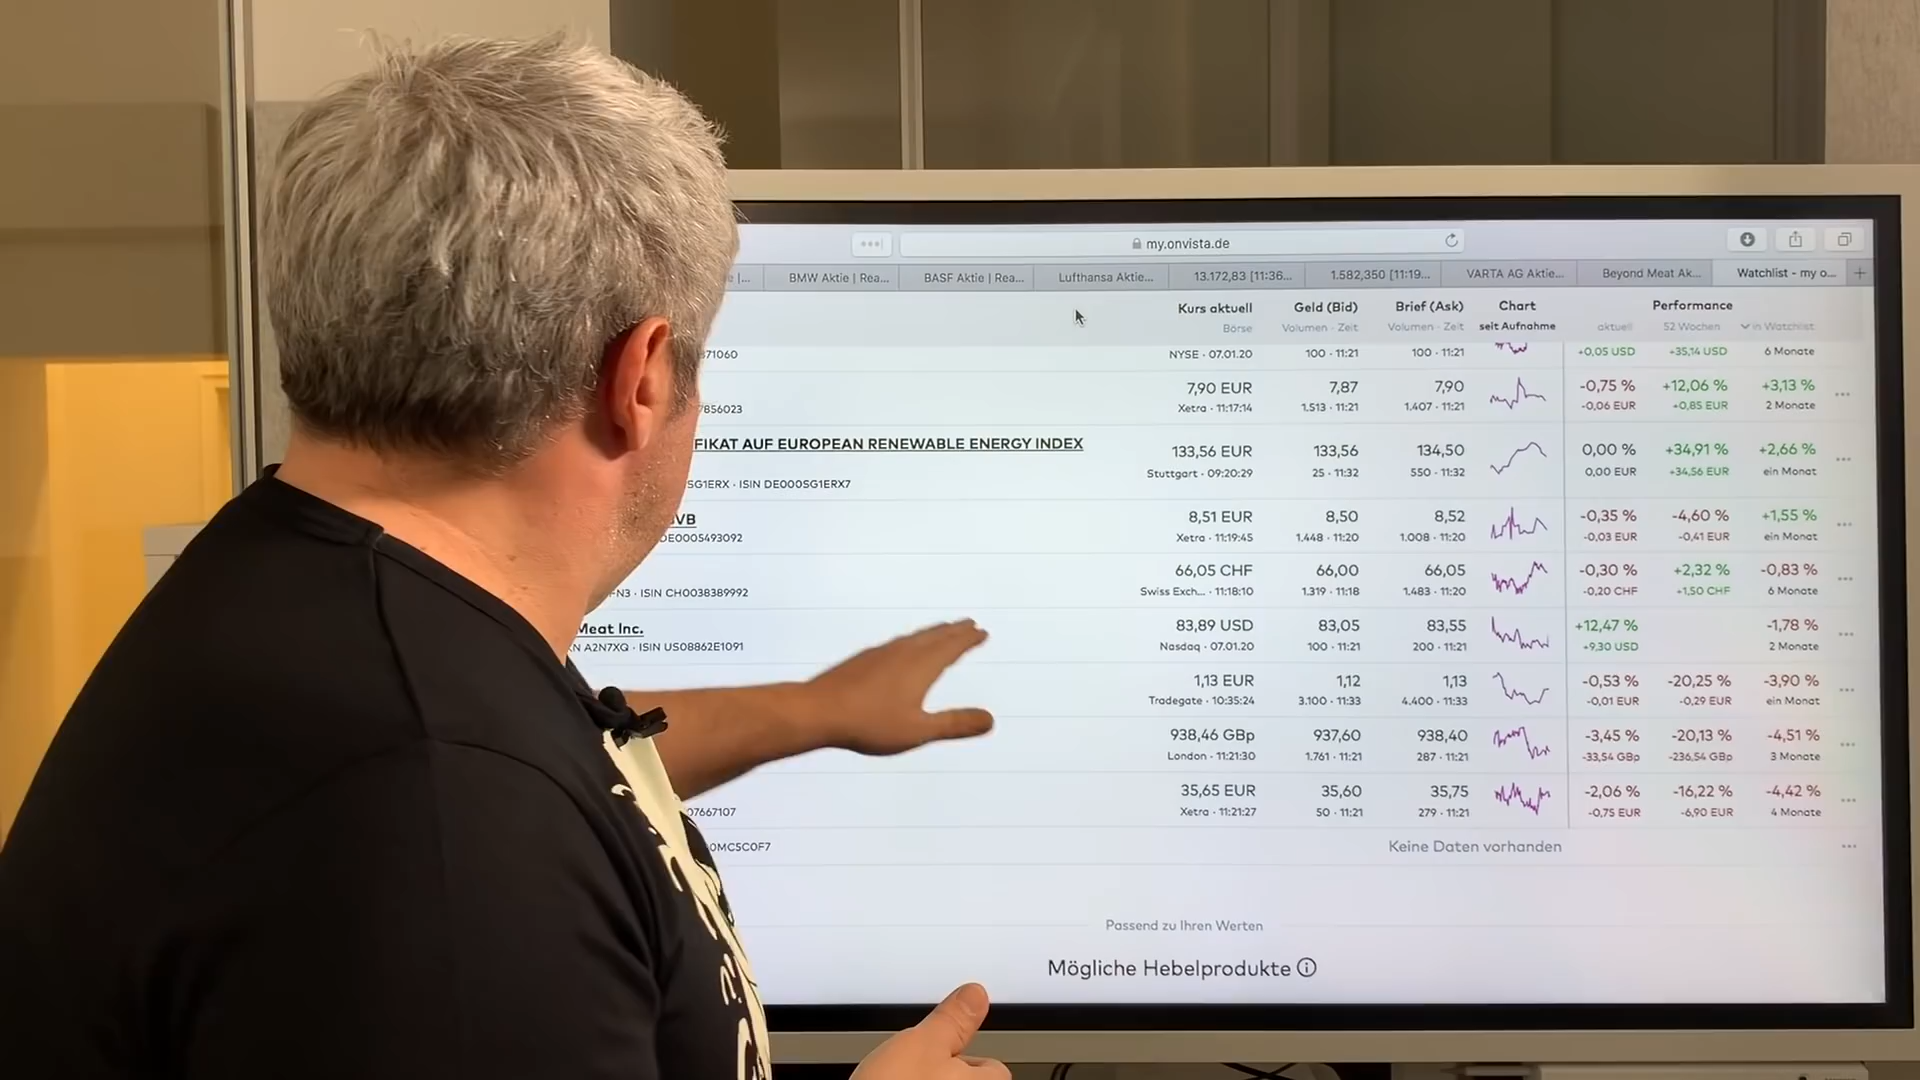 my.onvista.de
e |...
BMW Aktie | Rea...
BASF Aktie | Rea...
Lufthansa Aktie...
13.172,83 [11:36...
1.582,350 [11:19...
VARTA AG Aktie...
Beyond Meat Ak...
Watchlist - my o...
Kurs aktuell Geld (Bid) Brief (Ask) Chart Performance
Börse Volumen · Zeit Volumen · Zeit seit Aufnahme aktuell 52 Wochen in Watchlist
371060 NYSE · 07.01.20 100 · 11:21 100 · 11:21 +0,05 USD +35,14 USD 6 Monate
7,90 EUR 7,87 7,90 -0,75 % +12,06 % +3,13 %
7856023 Xetra · 11:17:14 1.513 · 11:21 1.407 · 11:21 -0,06 EUR +0,85 EUR 2 Monate
FIKAT AUF EUROPEAN RENEWABLE ENERGY INDEX 133,56 EUR 133,56 134,50 0,00 % +34,91 % +2,66 %
SG1ERX · ISIN DE000SG1ERX7 Stuttgart · 09:20:29 25 · 11:32 550 · 11:32 0,00 EUR +34,56 EUR ein Monat
BVB 8,51 EUR 8,50 8,52 -0,35 % -4,60 % +1,55 %
DE0005493092 Xetra · 11:19:45 1.448 · 11:20 1.008 · 11:20 -0,03 EUR -0,41 EUR ein Monat
66,05 CHF 66,00 66,05 -0,30 % +2,32 % -0,83 %
FN3 · ISIN CH0038389992 Swiss Exch... · 11:18:10 1.319 · 11:18 1.483 · 11:20 -0,20 CHF +1,50 CHF 6 Monate
Meat Inc. 83,89 USD 83,05 83,55 +12,47 % -1,78 %
KN A2N7XQ · ISIN US08862E1091 Nasdaq · 07.01.20 100 · 11:21 200 · 11:21 +9,30 USD 2 Monate
1,13 EUR 1,12 1,13 -0,53 % -20,25 % -3,90 %
Tradegate · 10:35:24 3.100 · 11:33 4.400 · 11:33 -0,01 EUR -0,29 EUR ein Monat
938,46 GBp 937,60 938,40 -3,45 % -20,13 % -4,51 %
London · 11:21:30 1.761 · 11:21 287 · 11:21 -33,54 GBp -236,54 GBp 3 Monate
35,65 EUR 35,60 35,75 -2,06 % -16,22 % -4,42 %
07667107 Xetra · 11:21:27 50 · 11:21 279 · 11:21 -0,75 EUR -6,90 EUR 4 Monate
0MC5C0F7 Keine Daten vorhanden
Passend zu Ihren Werten
Mögliche Hebelprodukte